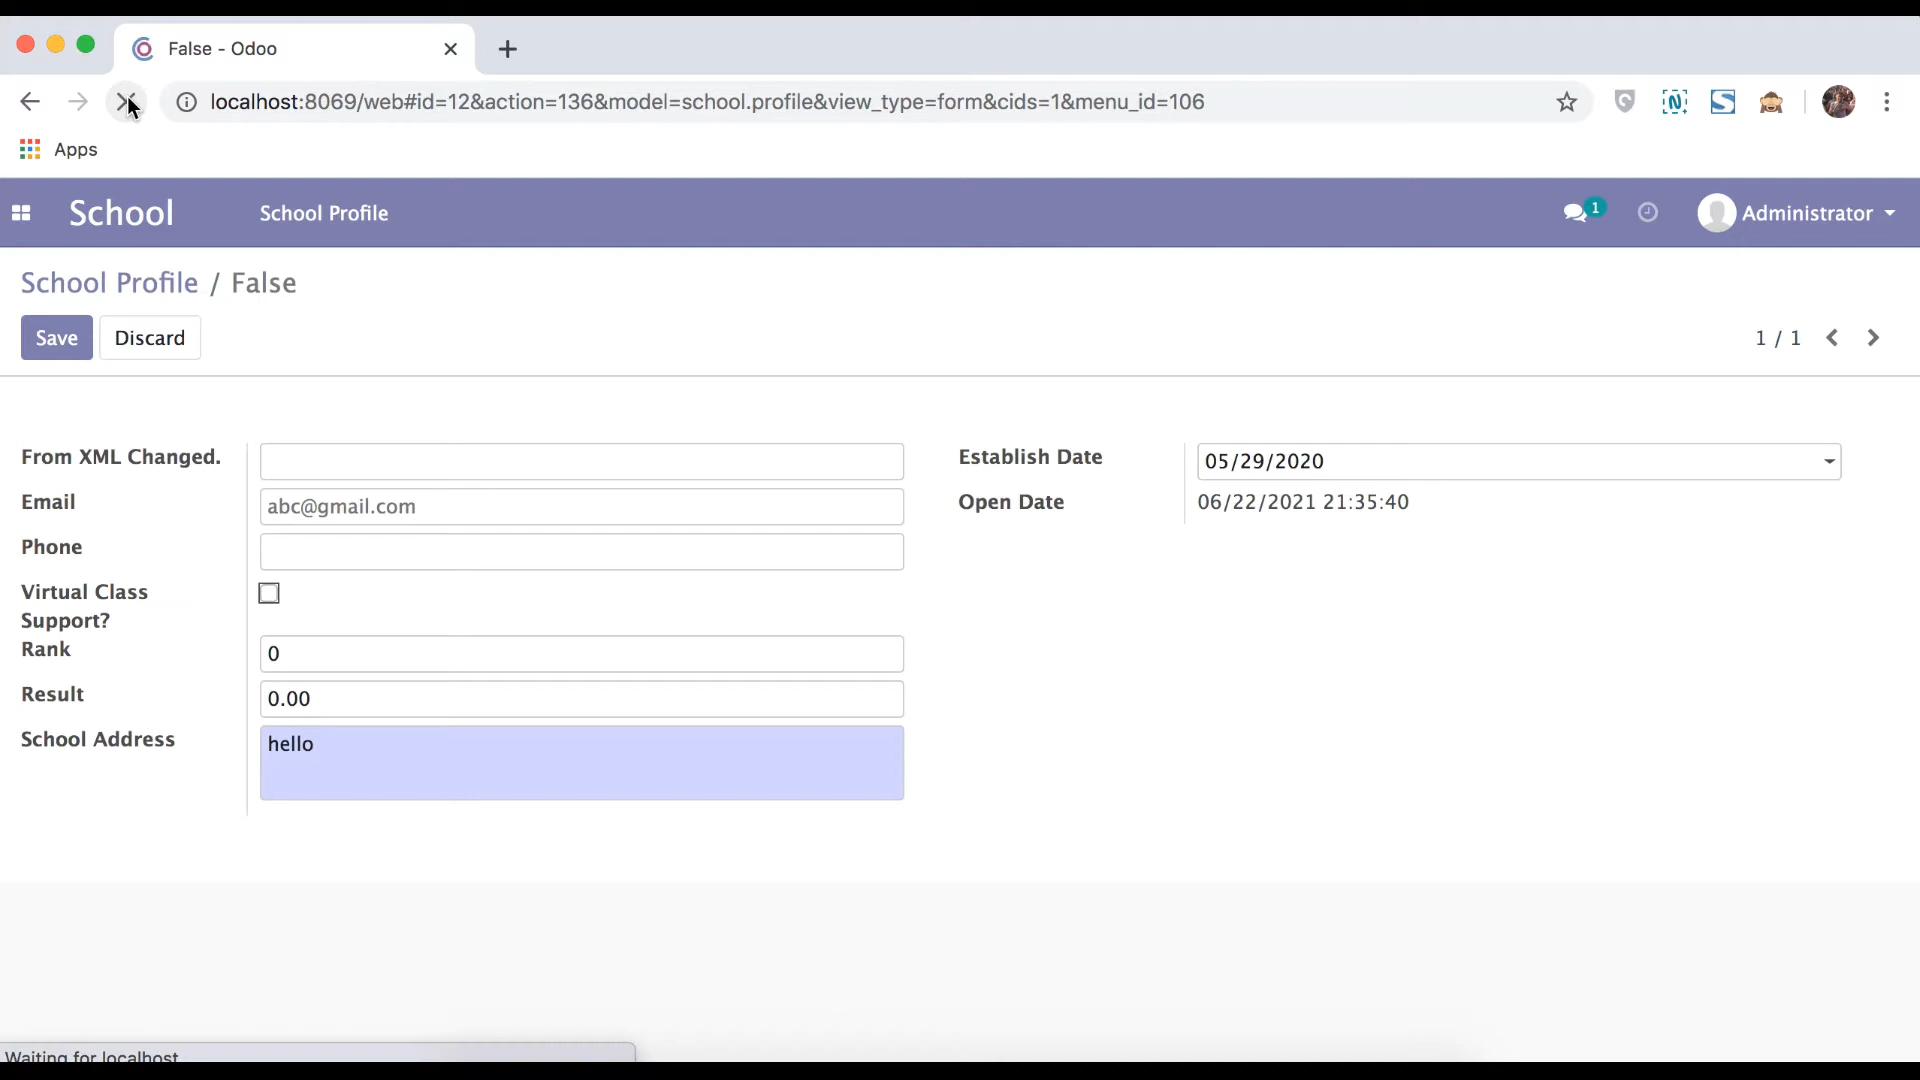 False - Odoo
localhost:8069/web#id=12&action=136&model=school.profile&view_type=form&cids=1&menu_id=106
Apps
School School Profile 1 Administrator
School Profile / False
Save Discard 1 / 1
From XML Changed.
Establish Date 05/29/2020
Email abc@gmail.com
Open Date 06/22/2021 21:35:40
Phone
Virtual Class
Support?
Rank 0
Result 0.00
School Address hello
Waiting for localhost